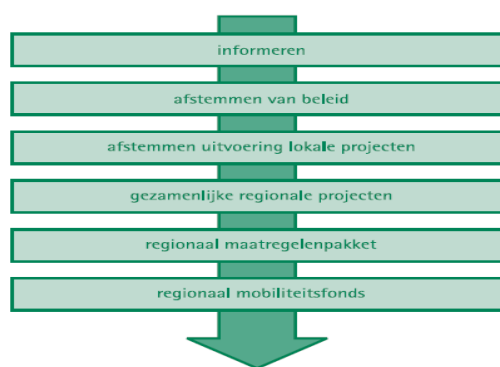 informeren
afstemmen van beleid
afstemmen uitvoering lokale projecten
gezamenlijke regionale projecten
regionaal maatregelenpakket
regionaal mobiliteitsfonds